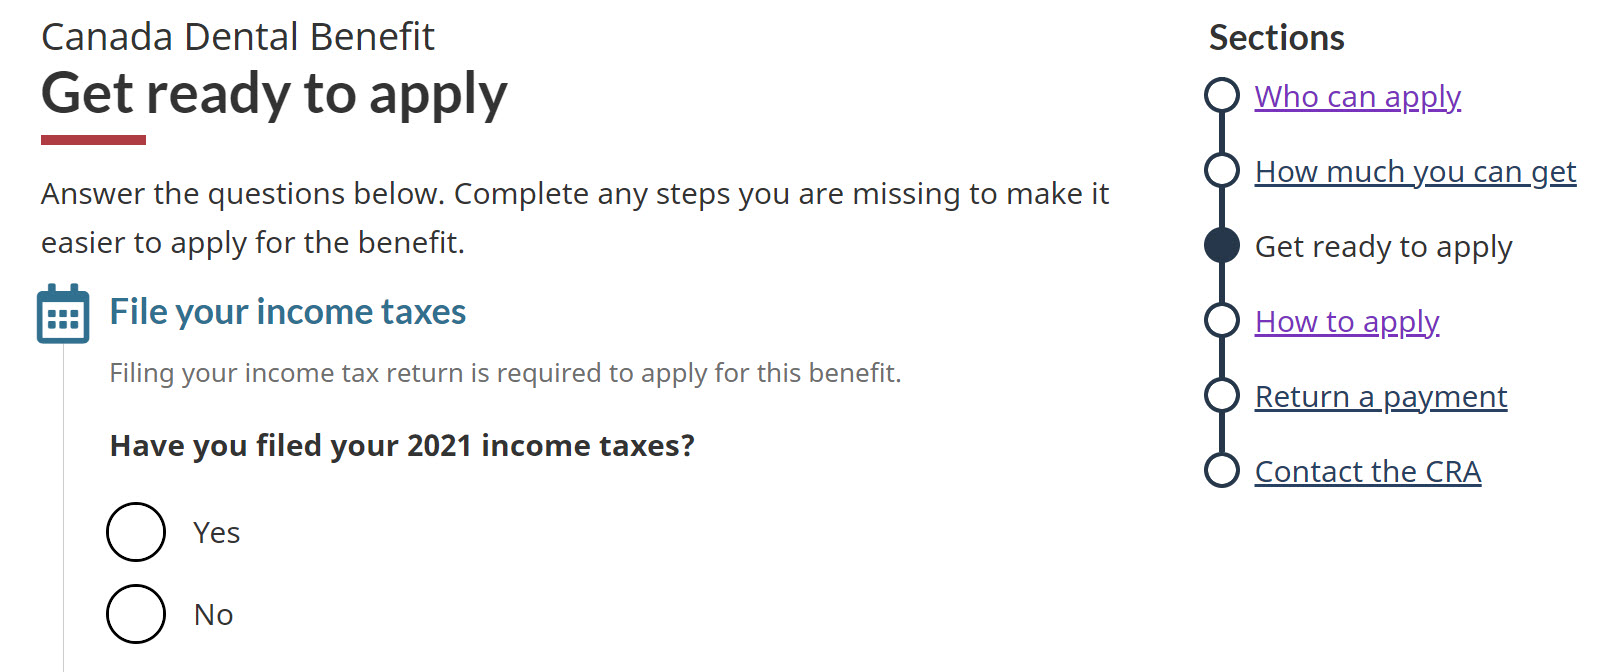 Canada Dental Benefit
Get ready to apply
Answer the questions below. Complete any steps you are missing to make it
easier to apply for the benefit.
File your income taxes
Filing your income tax return is required to apply for this benefit.
Have you filed your 2021 income taxes?
Yes
No
Sections
Who can apply
How much you can get
Get ready to apply
How to apply
Return a payment
Contact the CRA